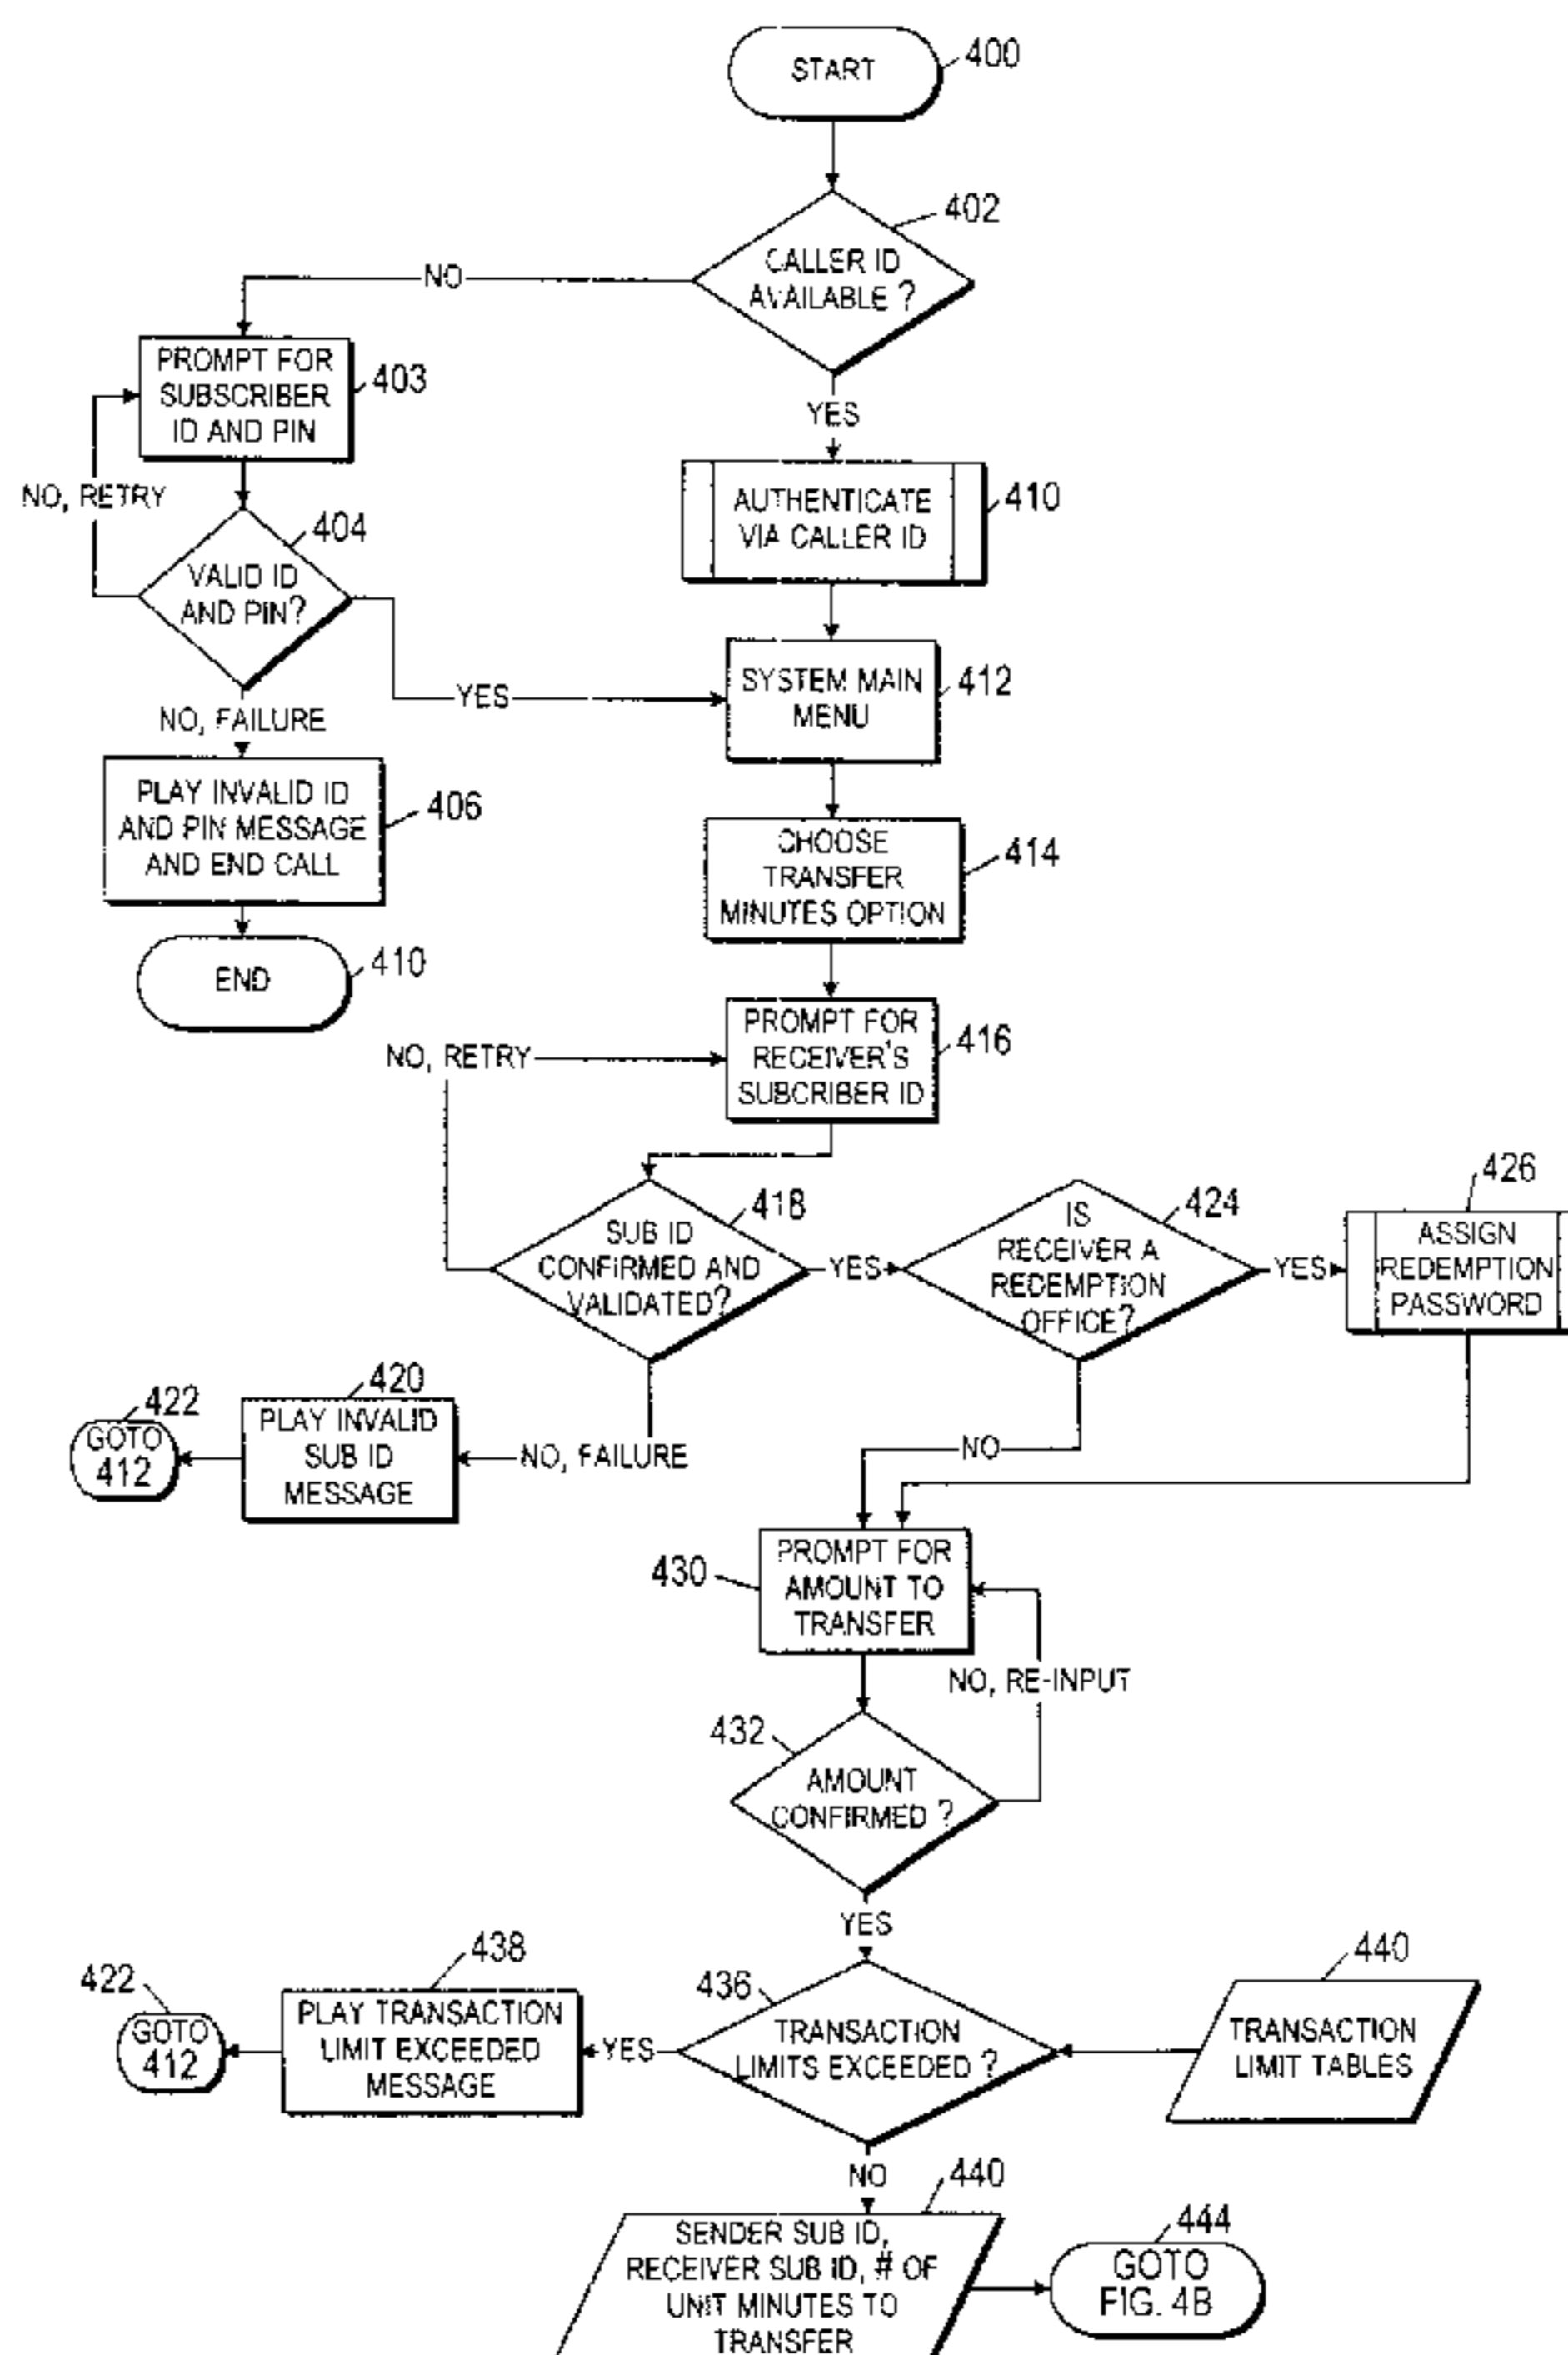 START
400
402
CALLER ID
AVAILABLE ?
NO
PROMPT FOR
SUBSCRIBER
ID AND PIN
403
YES
NO, RETRY
AUTHENTICATE
VIA CALLER ID
410
404
VALID ID
AND PIN?
SYSTEM MAIN
MENU
412
YES
NO, FAILURE
PLAY INVALID ID
AND PIN MESSAGE
AND END CALL
406
CHOOSE
TRANSFER
MINUTES OPTION
414
END
410
PROMPT FOR
RECEIVER'S
SUBCRIBER ID
416
NO, RETRY
418
SUB ID
CONFIRMED AND
VALIDATED?
YES
424
IS
RECEIVER A
REDEMPTION
OFFICE?
YES
426
ASSIGN
REDEMPTION
PASSWORD
420
422
GOTO
412
PLAY INVALID
SUB ID
MESSAGE
NO, FAILURE
NO
430
PROMPT FOR
AMOUNT TO
TRANSFER
NO, RE-INPUT
432
AMOUNT
CONFIRMED ?
YES
438
422
GOTO
412
PLAY TRANSACTION
LIMIT EXCEEDED
MESSAGE
YES
436
TRANSACTION
LIMITS EXCEEDED ?
440
TRANSACTION
LIMIT TABLES
NO
440
SENDER SUB ID,
RECEIVER SUB ID, # OF
UNIT MINUTES TO
TRANSFER
444
GOTO
FIG. 4B